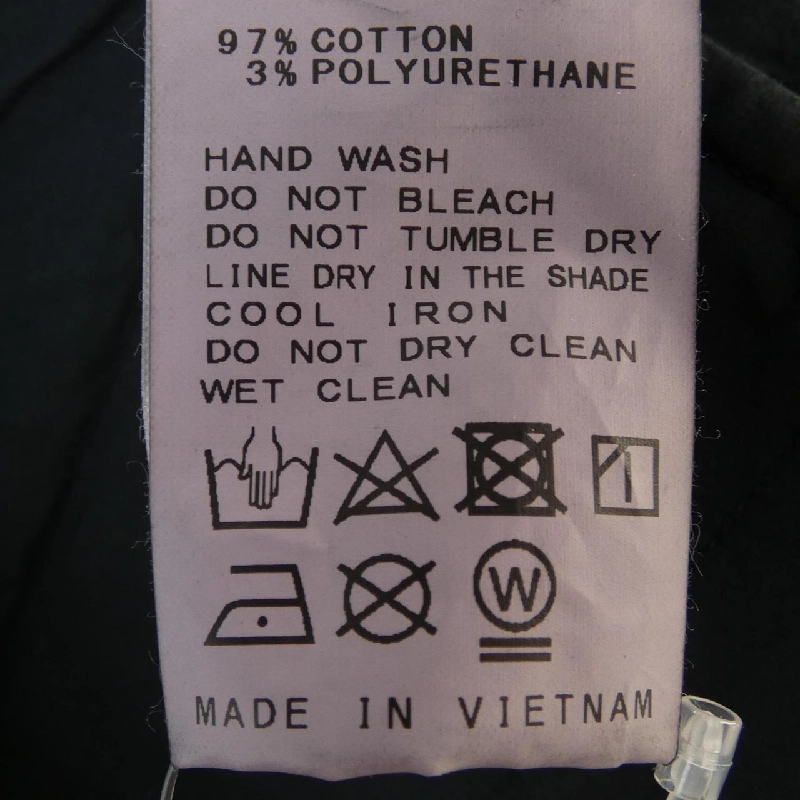 97% COTTON
3% POLYURETHANE
HAND WASH
DO NOT BLEACH
DO NOT TUMBLE DRY
LINE DRY IN THE SHADE
COOL IRON
DO NOT DRY CLEAN
WET CLEAN
W
MADE IN VIETNAM